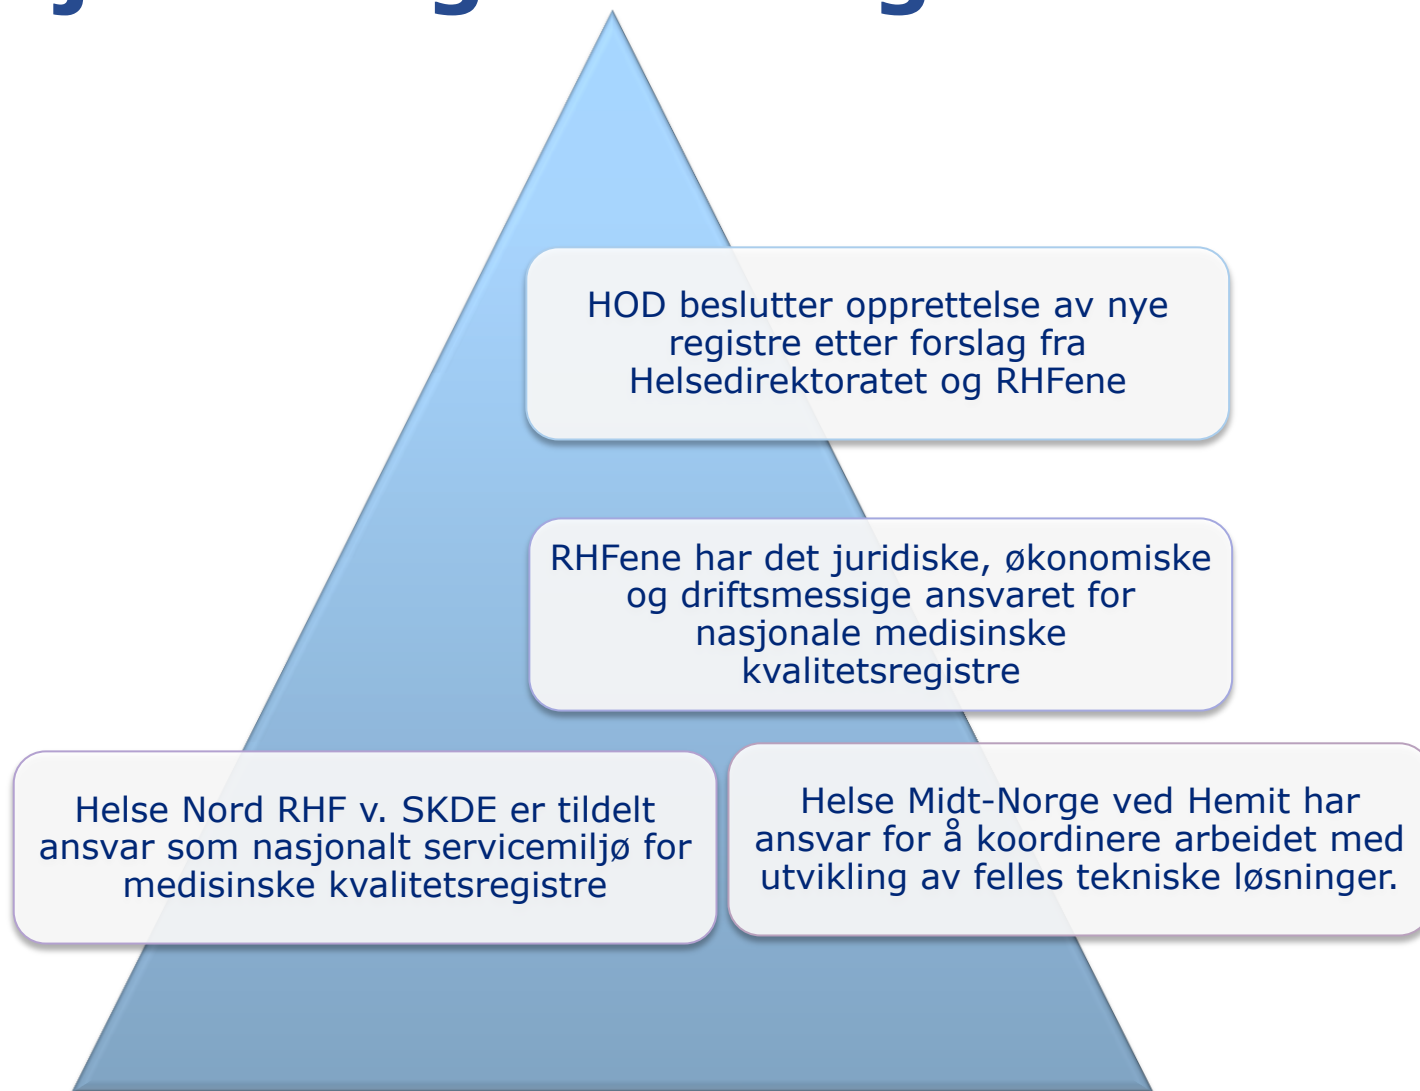 HOD beslutter opprettelse av nye
registre etter forslag fra
Helsedirektoratet og RHFene
RHFene har det juridiske, økonomiske
og driftsmessige ansvaret for
nasjonale medisinske
kvalitetsregistre
Helse Nord RHF v. SKDE er tildelt
ansvar som nasjonalt servicemiljø for
medisinske kvalitetsregistre
Helse Midt-Norge ved Hemit har
ansvar for å koordinere arbeidet med
utvikling av felles tekniske løsninger.